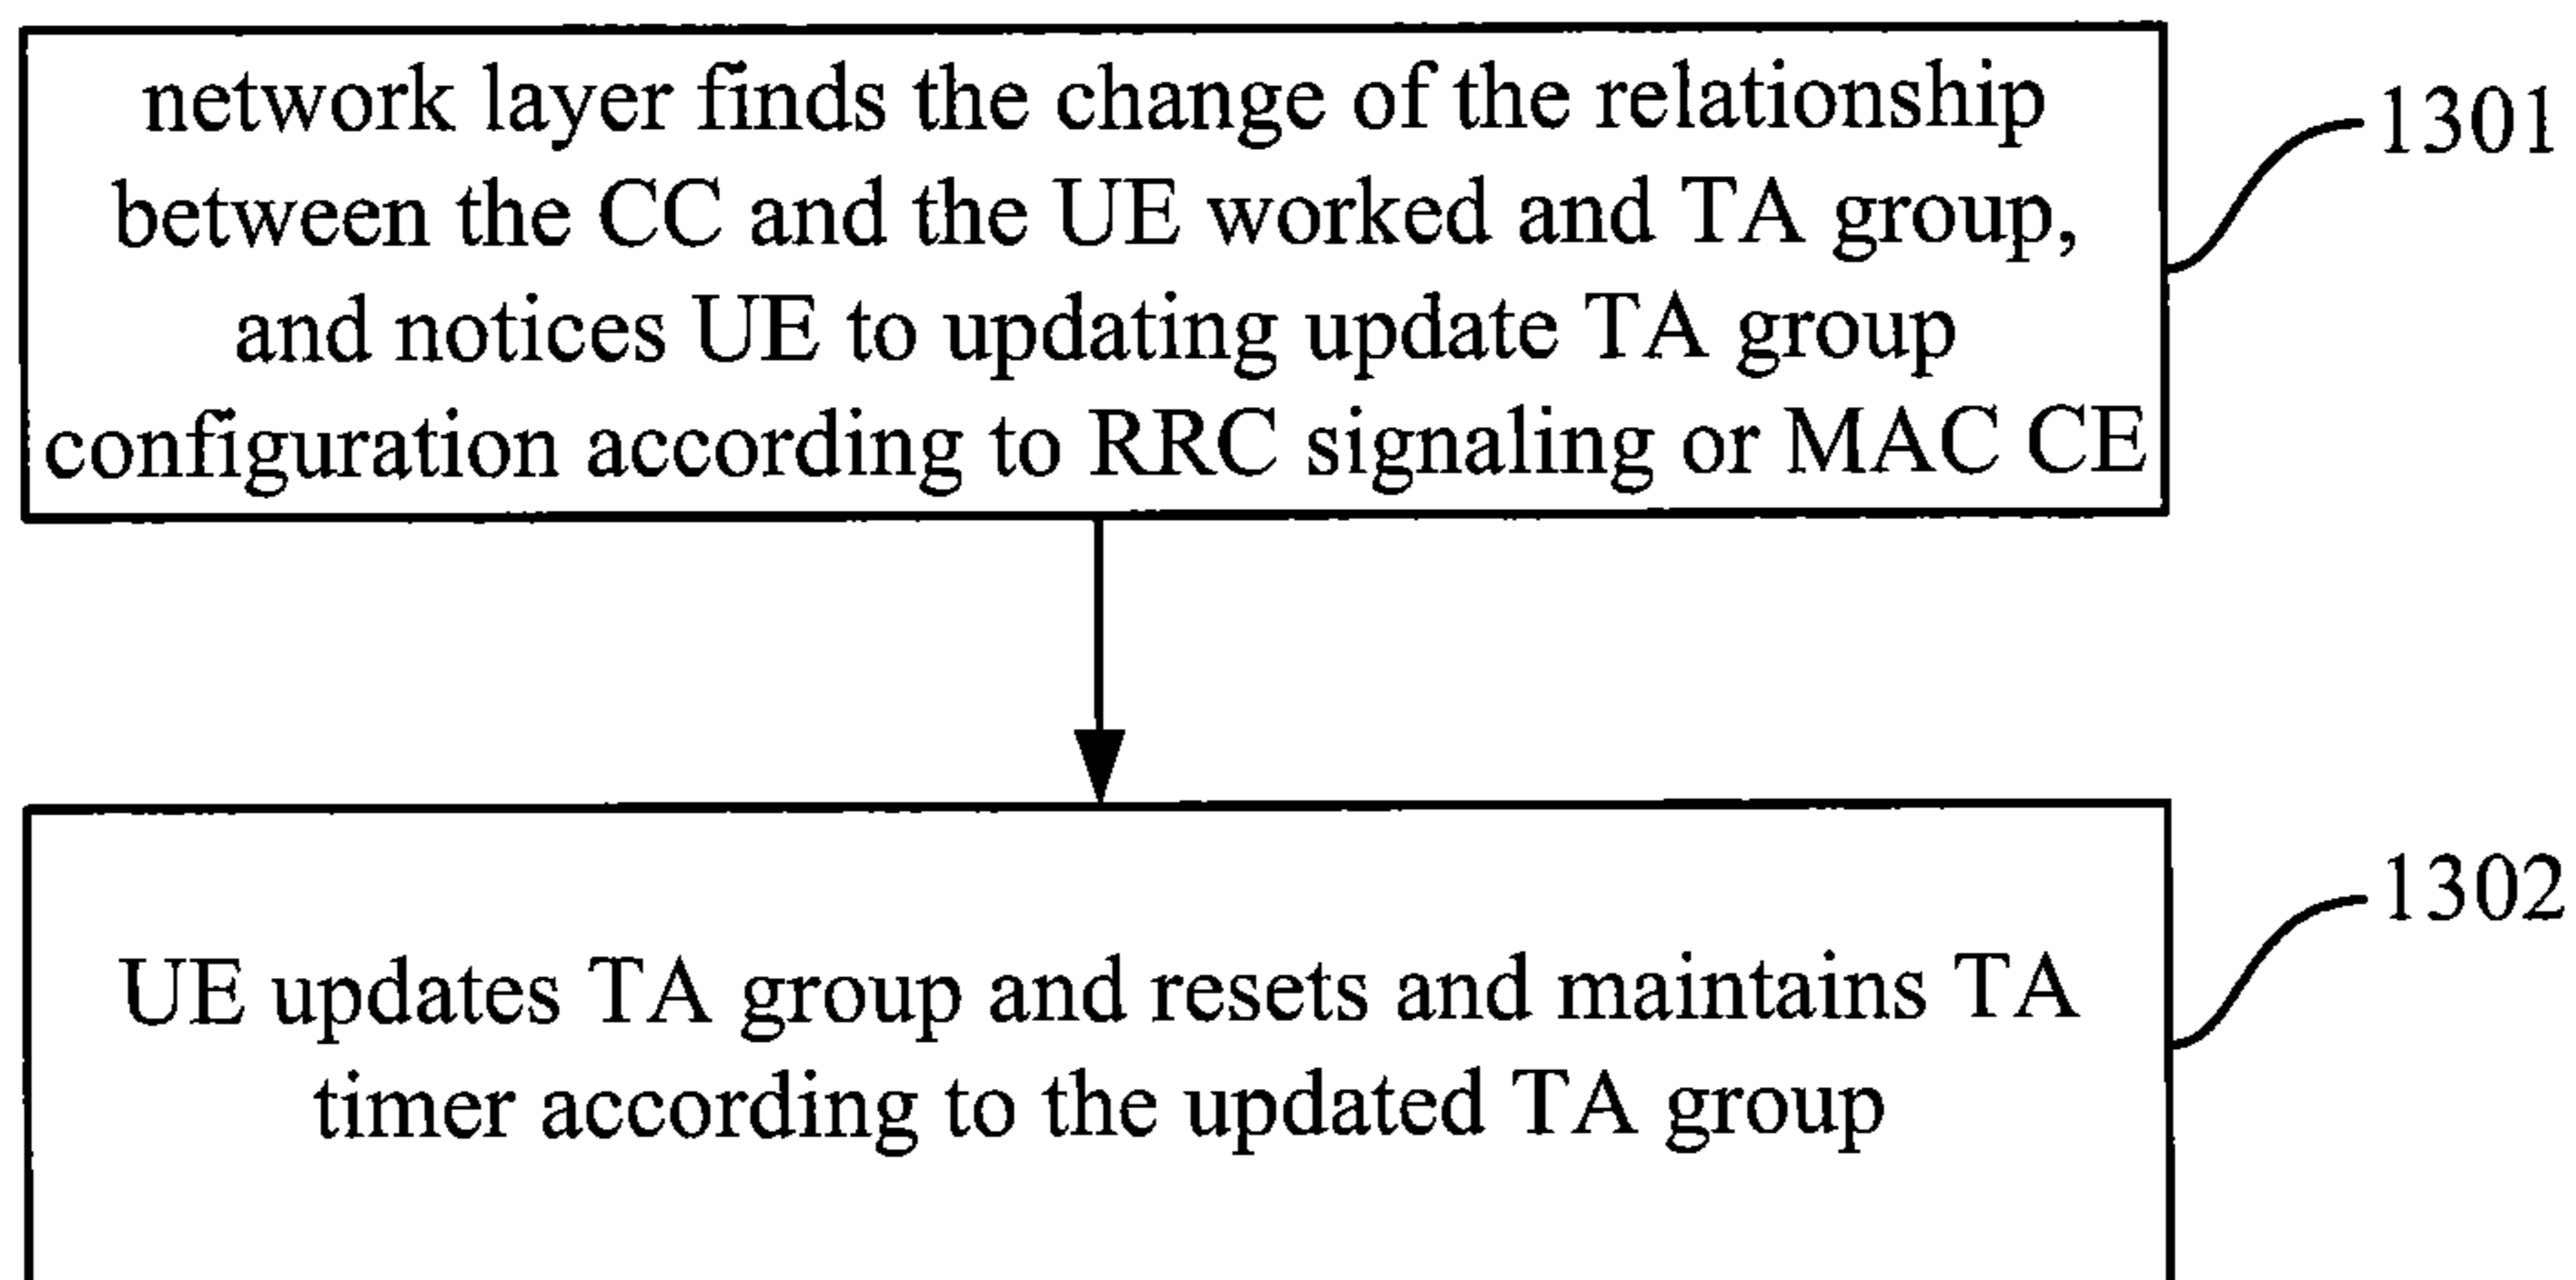 network layer finds the change of the relationship
between the CC and the UE worked and TA group,
and notices UE to updating update TA group
configuration according to RRC signaling or MAC CE
1301
UE updates TA group and resets and maintains TA
timer according to the updated TA group
1302